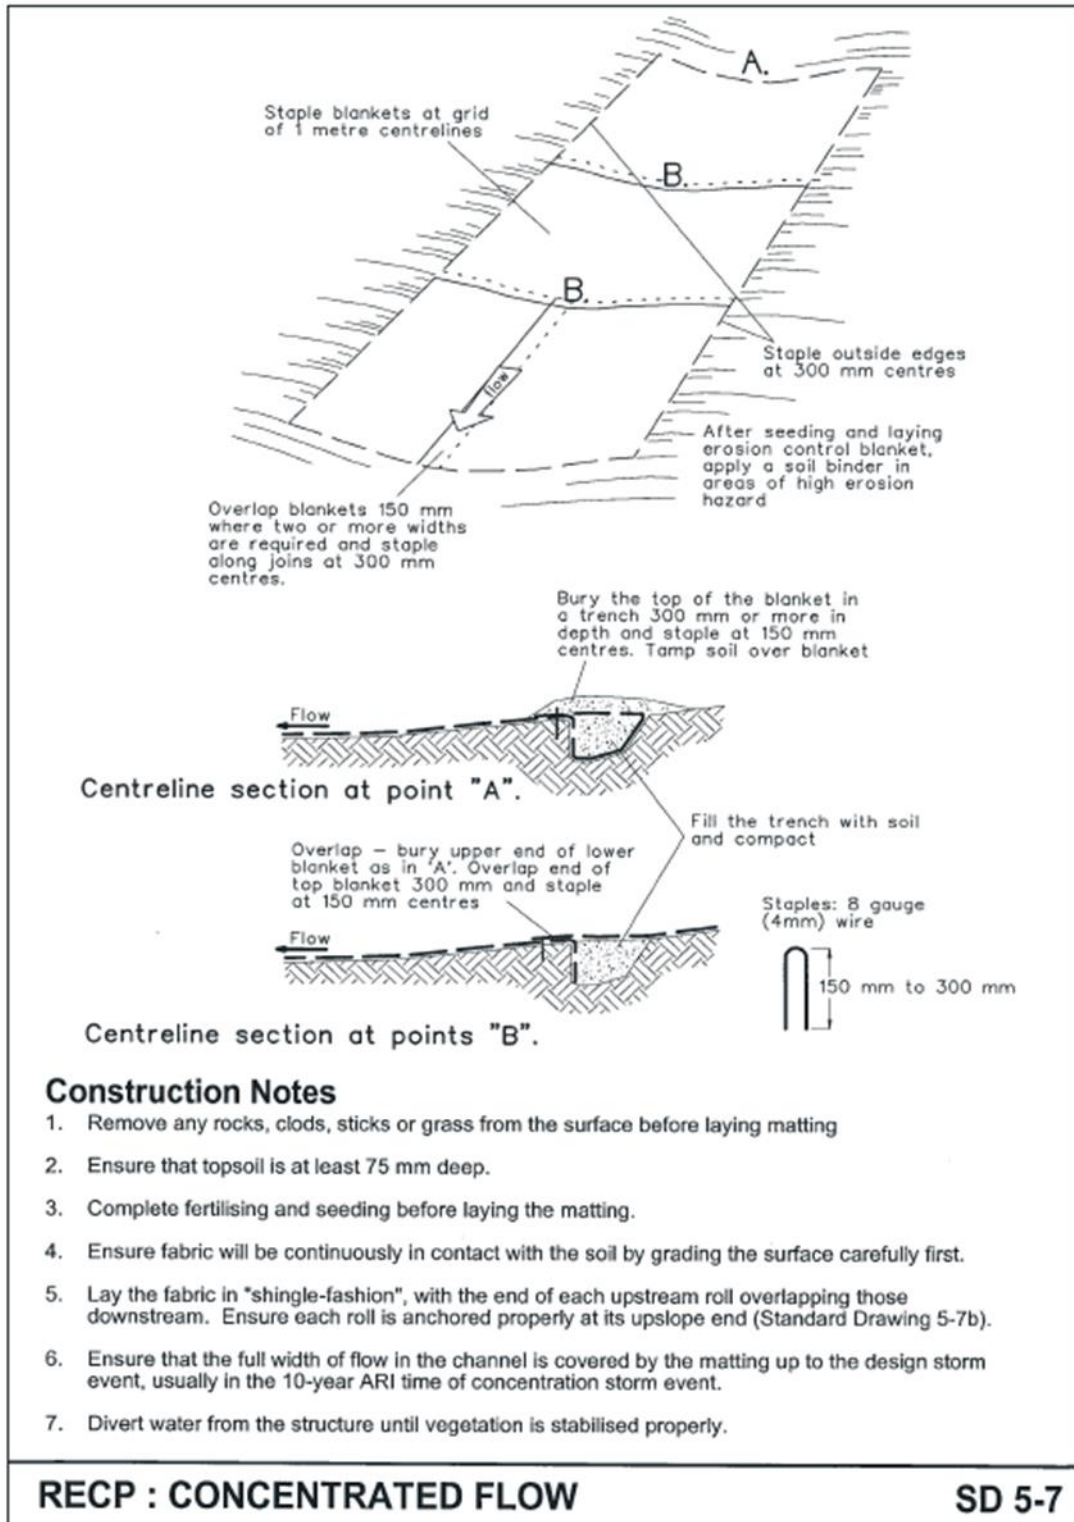 A.
Staple blankets at grid
of 1 metre centrelines
B.
B.
flow
Staple outside edges
at 300 mm centres
After seeding and laying
erosion control blanket,
apply a soil binder in
areas of high erosion
hazard
Overlap blankets 150 mm
where two or more widths
are required and staple
along joins at 300 mm
centres.
Bury the top of the blanket in
a trench 300 mm or more in
depth and staple at 150 mm
centres. Tamp soil over blanket
Flow
Centreline section at point "A".
Fill the trench with soil
and compact
Overlap – bury upper end of lower
blanket as in 'A'. Overlap end of
top blanket 300 mm and staple
at 150 mm centres
Staples: 8 gauge
(4mm) wire
Flow
150 mm to 300 mm
Centreline section at points "B".
Construction Notes
1. Remove any rocks, clods, sticks or grass from the surface before laying matting
2. Ensure that topsoil is at least 75 mm deep.
3. Complete fertilising and seeding before laying the matting.
4. Ensure fabric will be continuously in contact with the soil by grading the surface carefully first.
5. Lay the fabric in "shingle-fashion", with the end of each upstream roll overlapping those
downstream. Ensure each roll is anchored properly at its upslope end (Standard Drawing 5-7b).
6. Ensure that the full width of flow in the channel is covered by the matting up to the design storm
event, usually in the 10-year ARI time of concentration storm event.
7. Divert water from the structure until vegetation is stabilised properly.
RECP : CONCENTRATED FLOW
SD 5-7